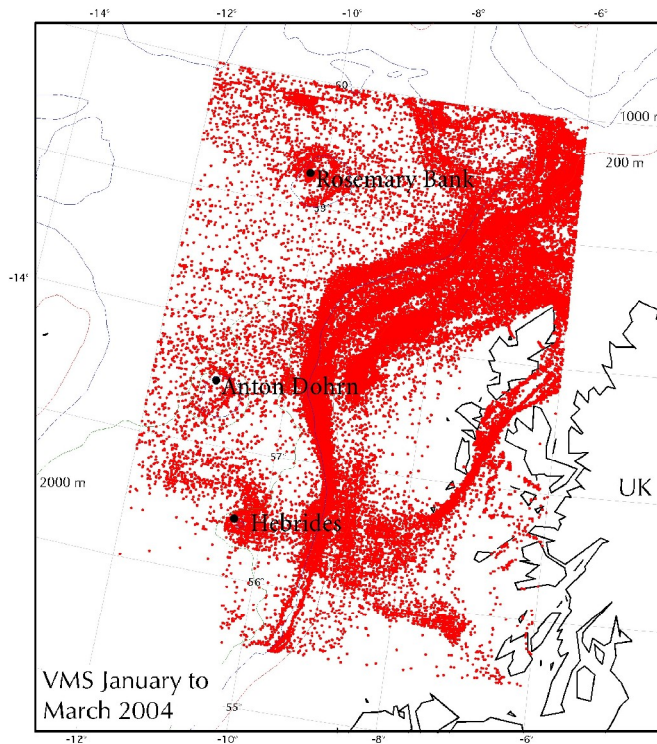 -14°
-12°
-10°
-8°
-6°
59
1000 m
200 m
Rosemary Bank
58
-14°
Anton Dohrn
57
2000 m
UK
Hebrides
56
VMS January to
March 2004
55
-12°
-10°
-8°
-6°